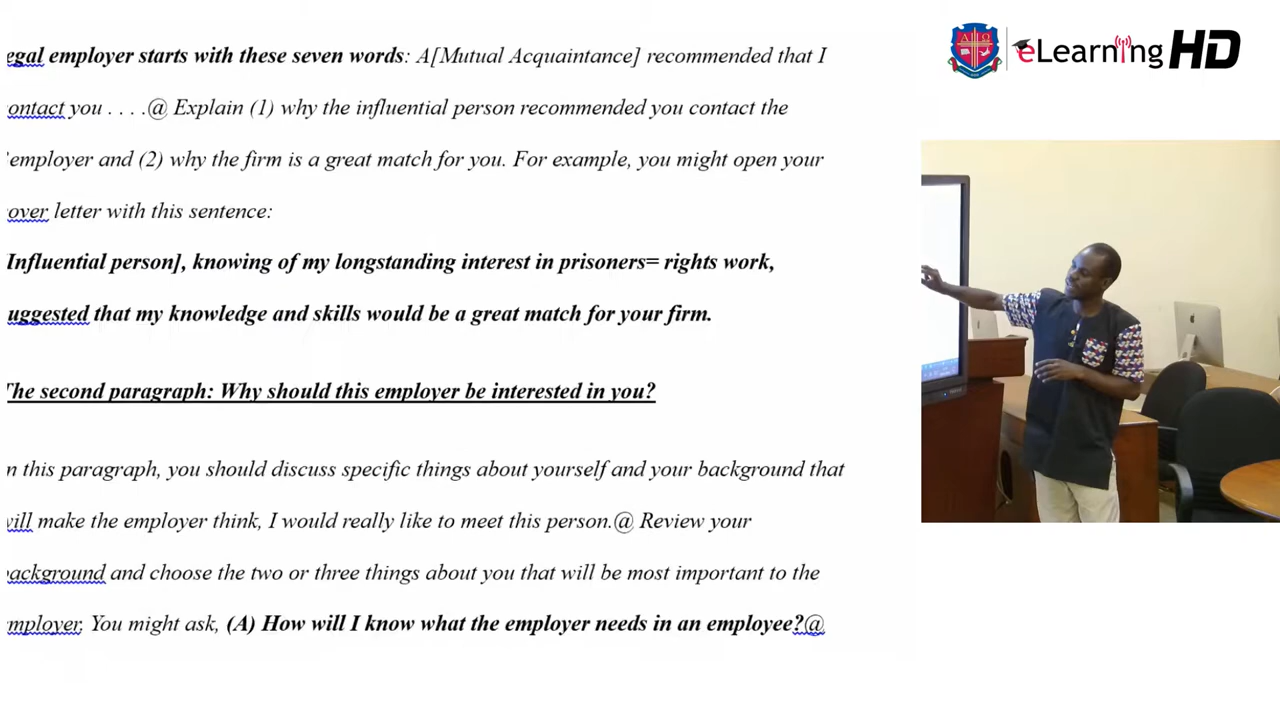 egal employer starts with these seven words: A[Mutual Acquaintance] recommended that I
ontact you . . . .@ Explain (1) why the influential person recommended you contact the
employer and (2) why the firm is a great match for you. For example, you might open your
over letter with this sentence:
Influential person], knowing of my longstanding interest in prisoners= rights work,
uggested that my knowledge and skills would be a great match for your firm.
The second paragraph: Why should this employer be interested in you?
n this paragraph, you should discuss specific things about yourself and your background that
will make the employer think, I would really like to meet this person.@ Review your
ackground and choose the two or three things about you that will be most important to the
mployer. You might ask, (A) How will I know what the employer needs in an employee?@
eLearning HD